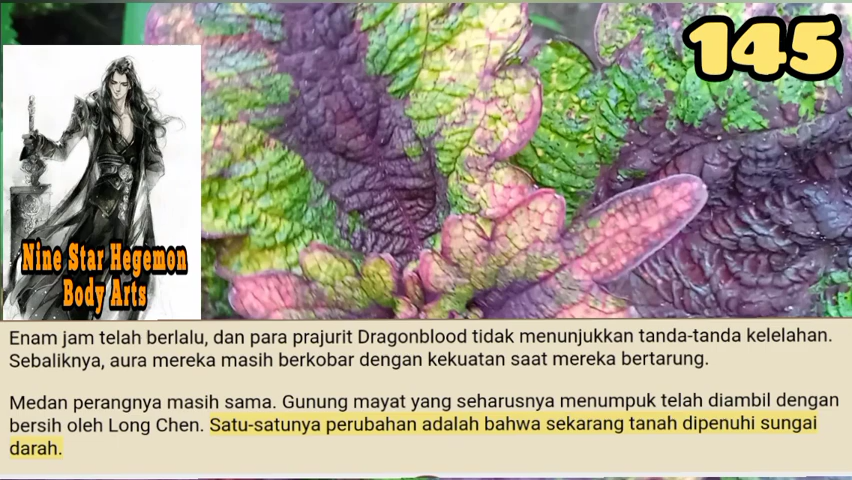 145
Nine Star Hegemon
Body Arts
Enam jam telah berlalu, dan para prajurit Dragonblood tidak menunjukkan tanda-tanda kelelahan.
Sebaliknya, aura mereka masih berkobar dengan kekuatan saat mereka bertarung.
Medan perangnya masih sama. Gunung mayat yang seharusnya menumpuk telah diambil dengan
bersih oleh Long Chen. Satu-satunya perubahan adalah bahwa sekarang tanah dipenuhi sungai
darah.